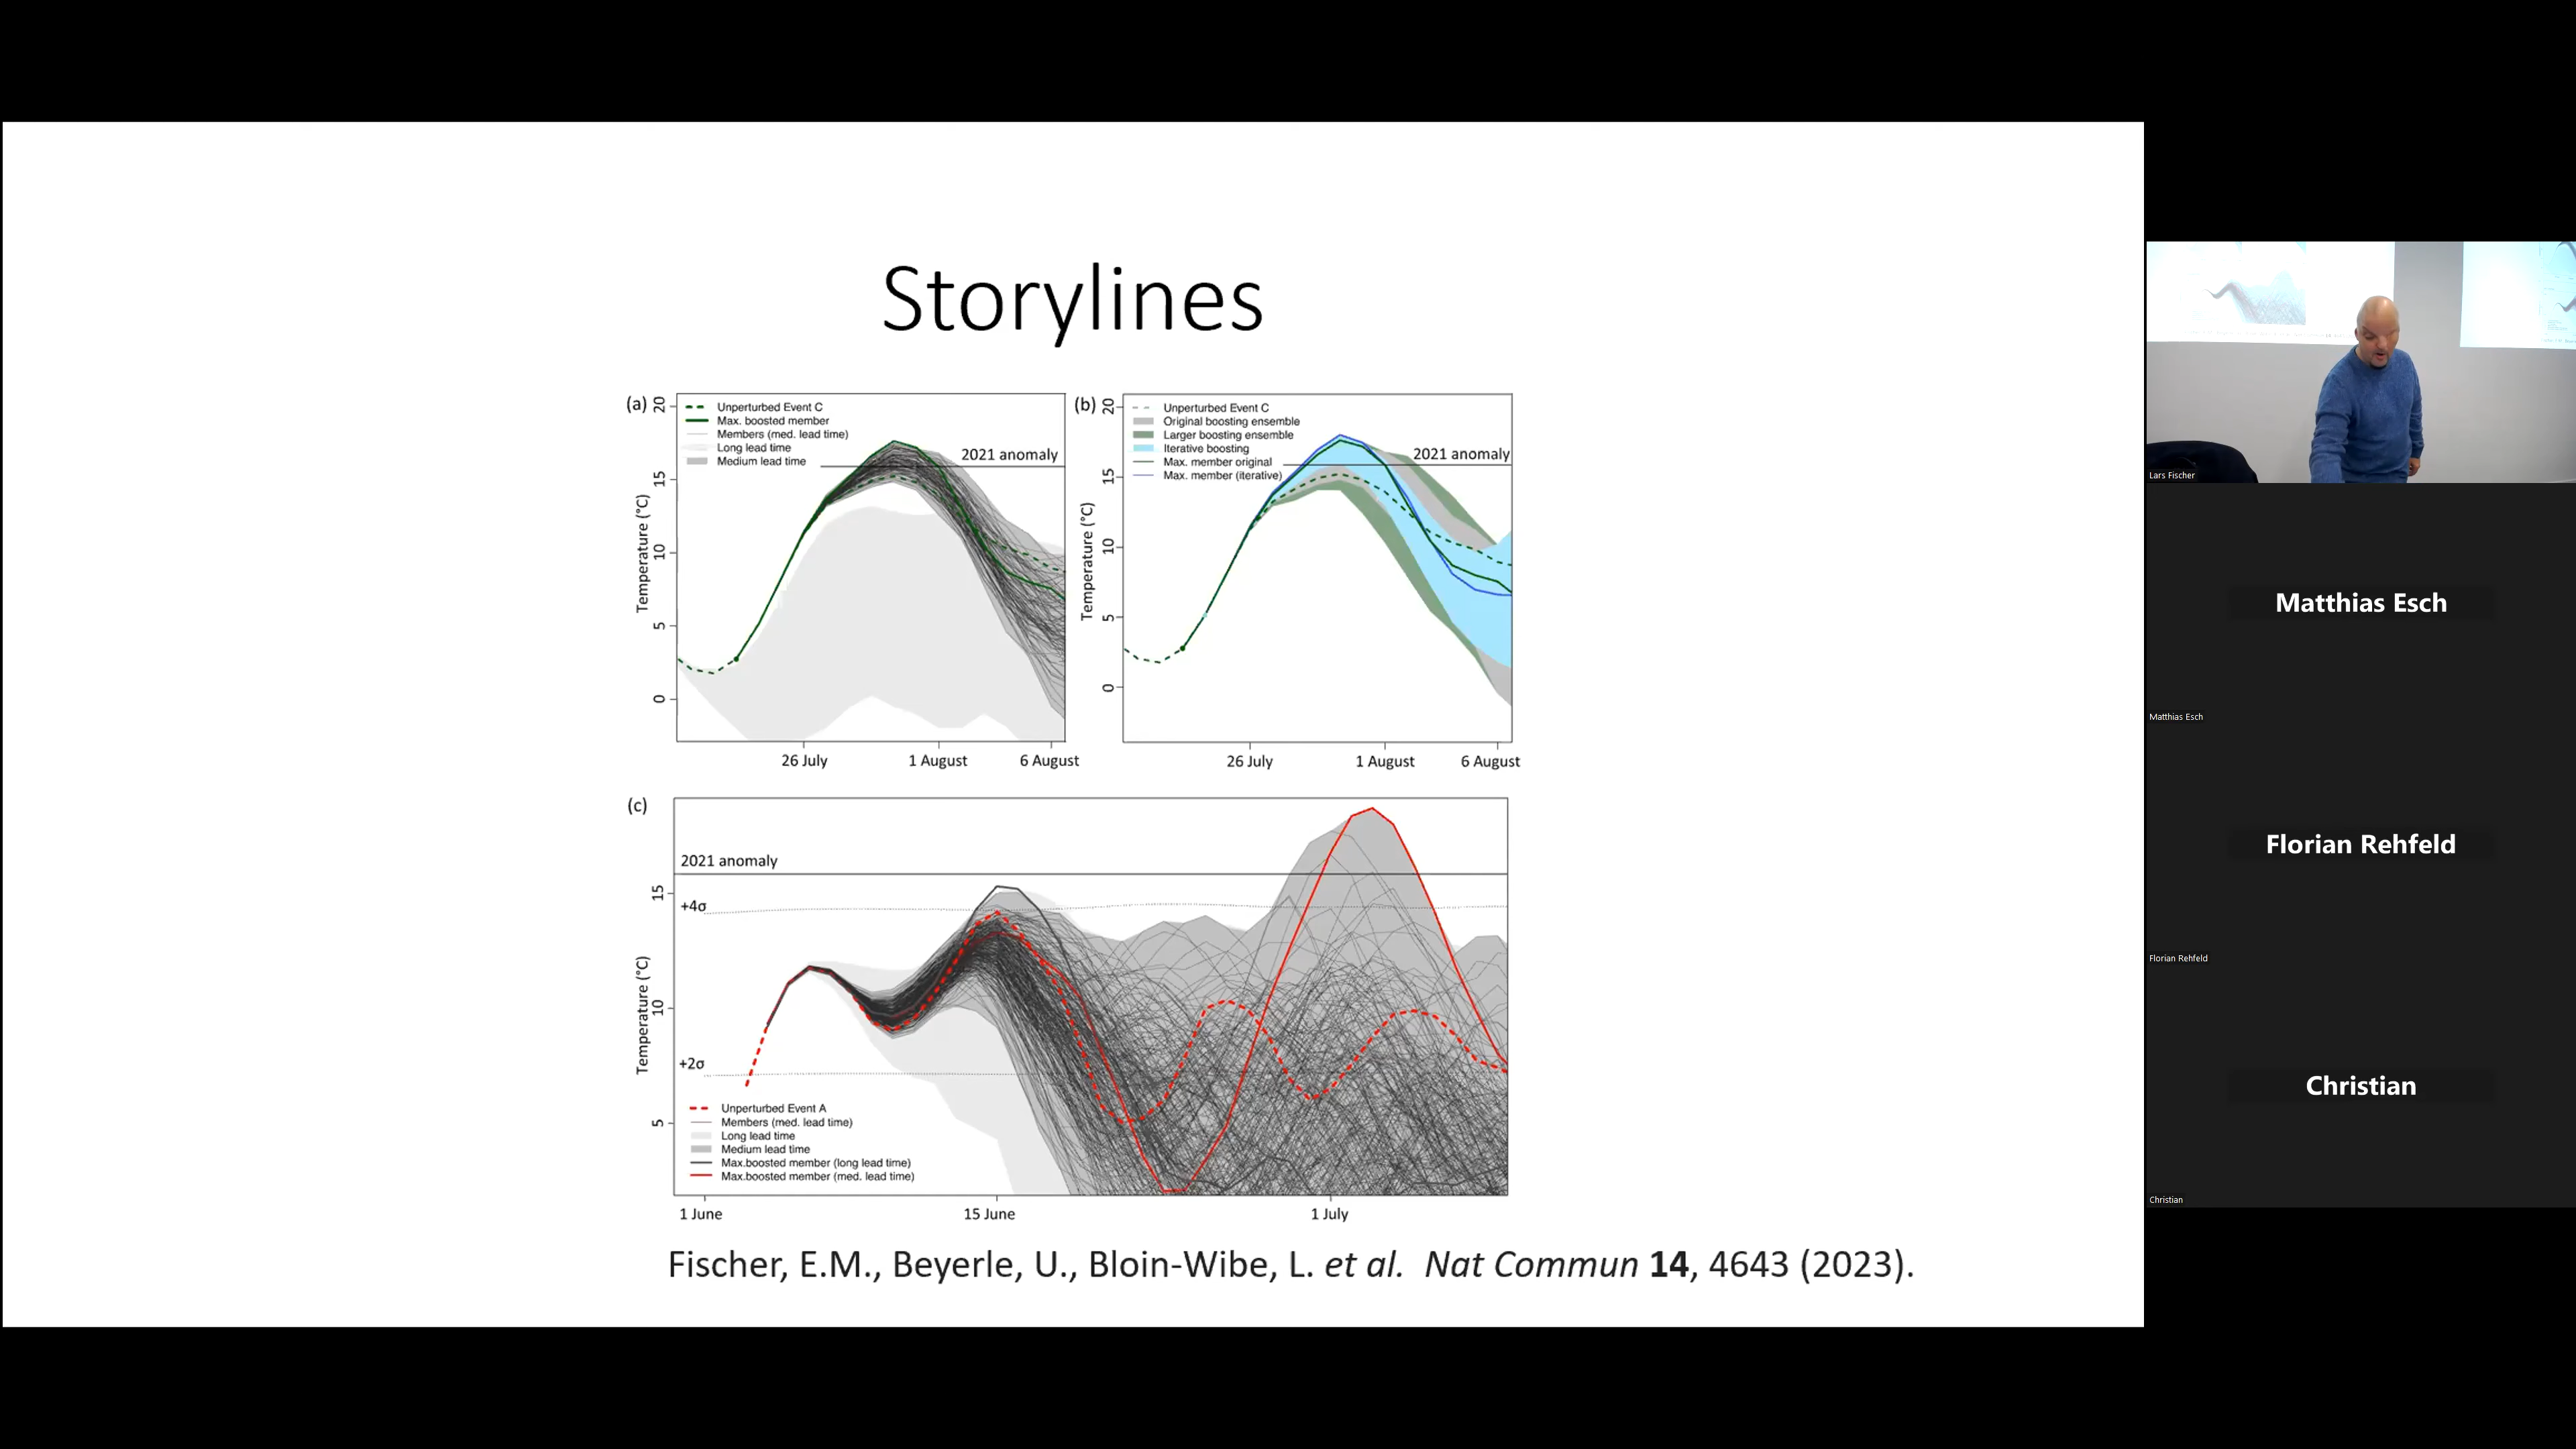 Storylines
(a)
Unperturbed Event C
Max. boosted member
Members (med. lead time)
Long lead time
Medium lead time
2021 anomaly
Temperature (°C)
20
15
10
5
0
26 July
1 August
6 August
(b)
Unperturbed Event C
Original boosting ensemble
Larger boosting ensemble
Iterative boosting
Max. member original
Max. member (iterative)
2021 anomaly
Temperature (°C)
20
15
10
5
0
26 July
1 August
6 August
(c)
2021 anomaly
+4σ
+2σ
Temperature (°C)
15
10
5
Unperturbed Event A
Members (med. lead time)
Long lead time
Medium lead time
Max.boosted member (long lead time)
Max.boosted member (med. lead time)
1 June
15 June
1 July
Fischer, E.M., Beyerle, U., Bloin-Wibe, L. et al. Nat Commun 14, 4643 (2023).
Lars Fischer
Matthias Esch
Matthias Esch
Florian Rehfeld
Florian Rehfeld
Christian
Christian